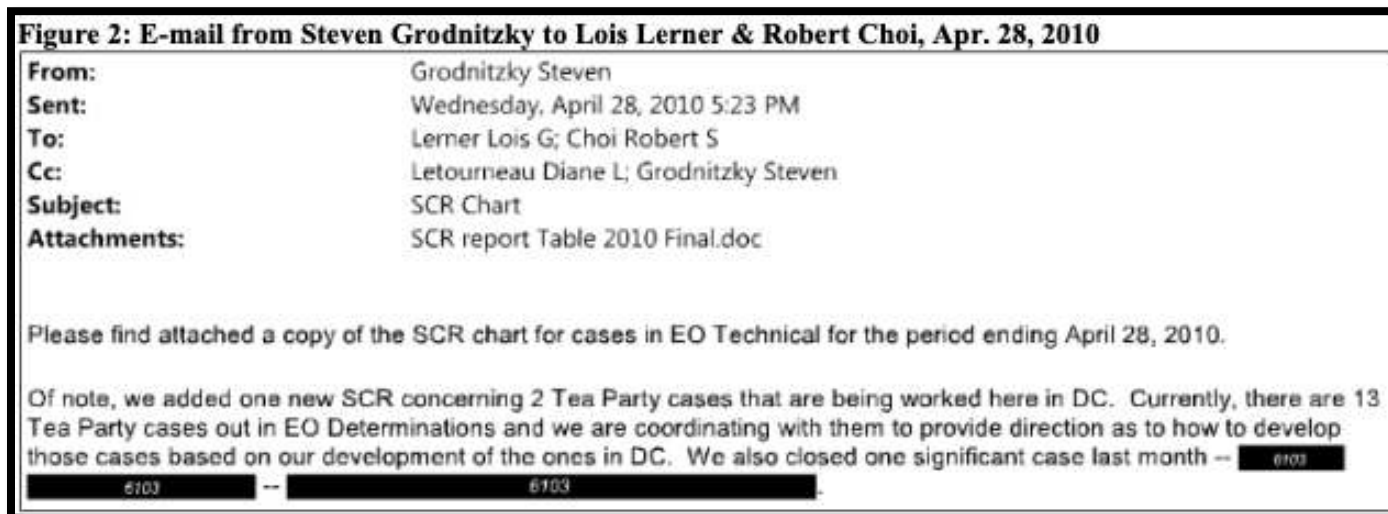 Figure 2: E-mail from Steven Grodnitzky to Lois Lerner & Robert Choi, Apr. 28, 2010
From: Grodnitzky Steven
Sent: Wednesday, April 28, 2010 5:23 PM
To: Lerner Lois G; Choi Robert S
Cc: Letourneau Diane L; Grodnitzky Steven
Subject: SCR Chart
Attachments: SCR report Table 2010 Final.doc
Please find attached a copy of the SCR chart for cases in EO Technical for the period ending April 28, 2010.
Of note, we added one new SCR concerning 2 Tea Party cases that are being worked here in DC. Currently, there are 13
Tea Party cases out in EO Determinations and we are coordinating with them to provide direction as to how to develop
those cases based on our development of the ones in DC. We also closed one significant case last month -- 6103
6103 -- 6103.